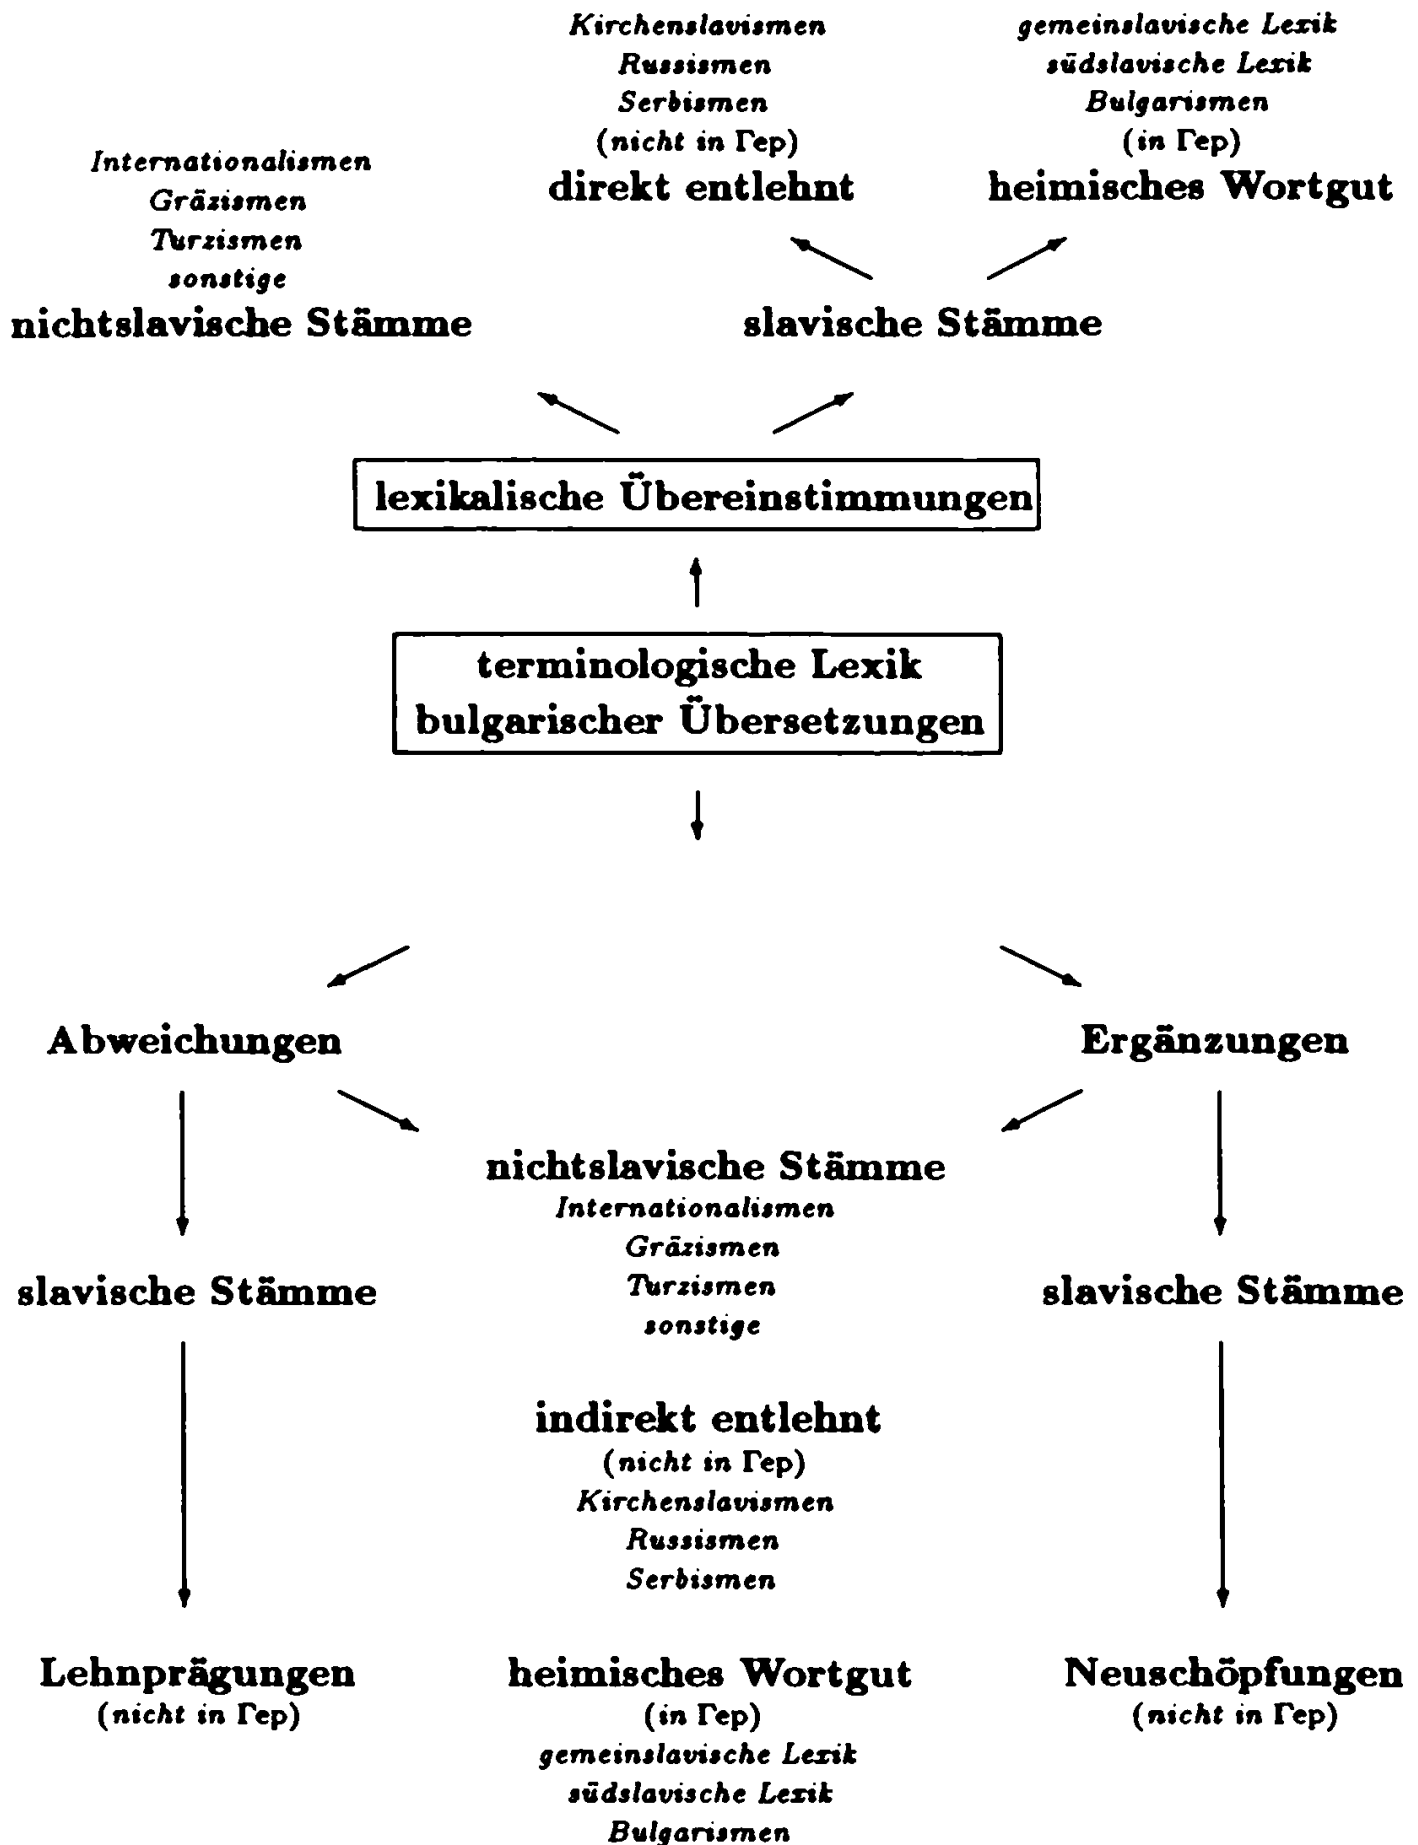 Kirchenslavismen
Russismen
Serbismen
(nicht in Гер)
direkt entlehnt
gemeinslavische Lexik
südslavische Lexik
Bulgarismen
(in Гер)
heimisches Wortgut
Internationalismen
Gräzismen
Turzismen
sonstige
nichtslavische Stämme
slavische Stämme
lexikalische Übereinstimmungen
terminologische Lexik
bulgarischer Übersetzungen
Abweichungen
Ergänzungen
nichtslavische Stämme
Internationalismen
Gräzismen
Turzismen
sonstige
slavische Stämme
slavische Stämme
indirekt entlehnt
(nicht in Гер)
Kirchenslavismen
Russismen
Serbismen
Lehnprägungen
(nicht in Гер)
heimisches Wortgut
(in Гер)
gemeinslavische Lexik
südslavische Lexik
Bulgarismen
Neuschöpfungen
(nicht in Гер)